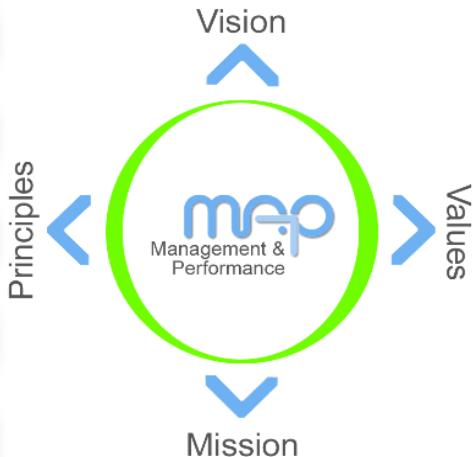 Vision
Principles
map
Management &
Performance
Values
Mission